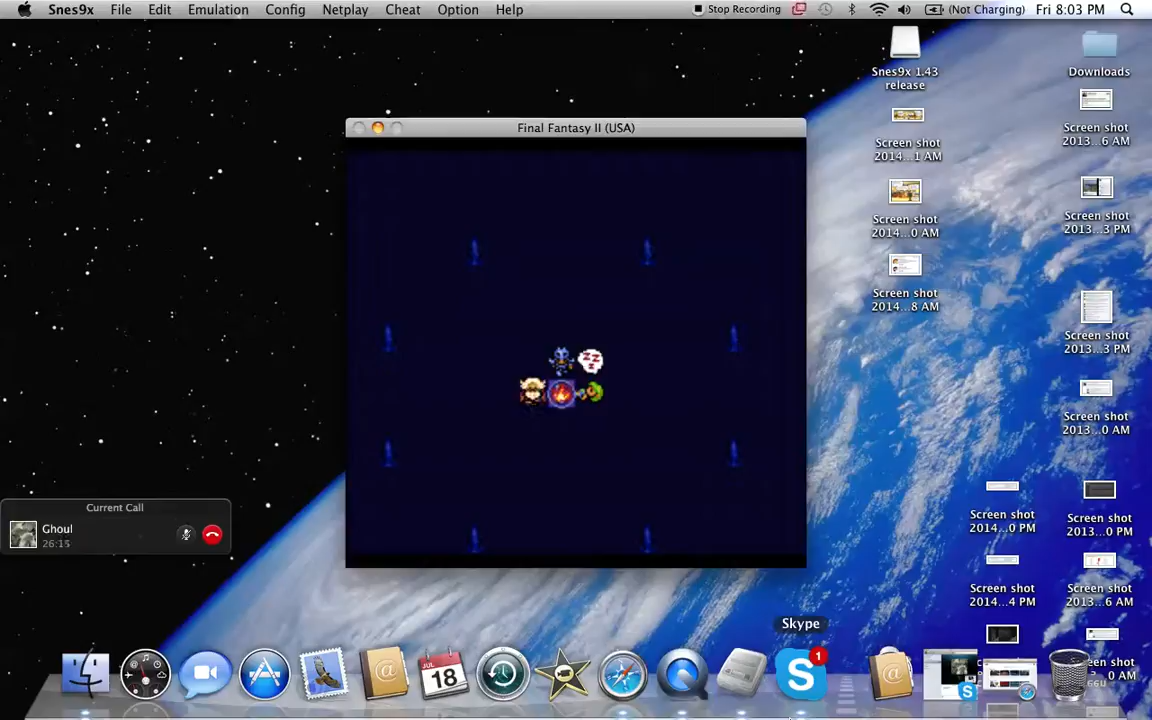 Snes9x File Edit Emulation Config Netplay Cheat Option Help Stop Recording (Not Charging) Fri 8:03 PM
Snes9x 1.43
release
Downloads
Screen shot
2014...1 AM
Screen shot
2013...6 AM
Final Fantasy II (USA)
Screen shot
2014...0 AM
Screen shot
2013...3 PM
Screen shot
2014...8 AM
Screen shot
2013...3 PM
zzz
Screen shot
2013...0 AM
Current Call
Ghoul
26:15
Screen shot
2014...0 PM
Screen shot
2013...0 PM
Screen shot
2014...4 PM
Screen shot
2013...6 AM
Skype
1
JUL
18